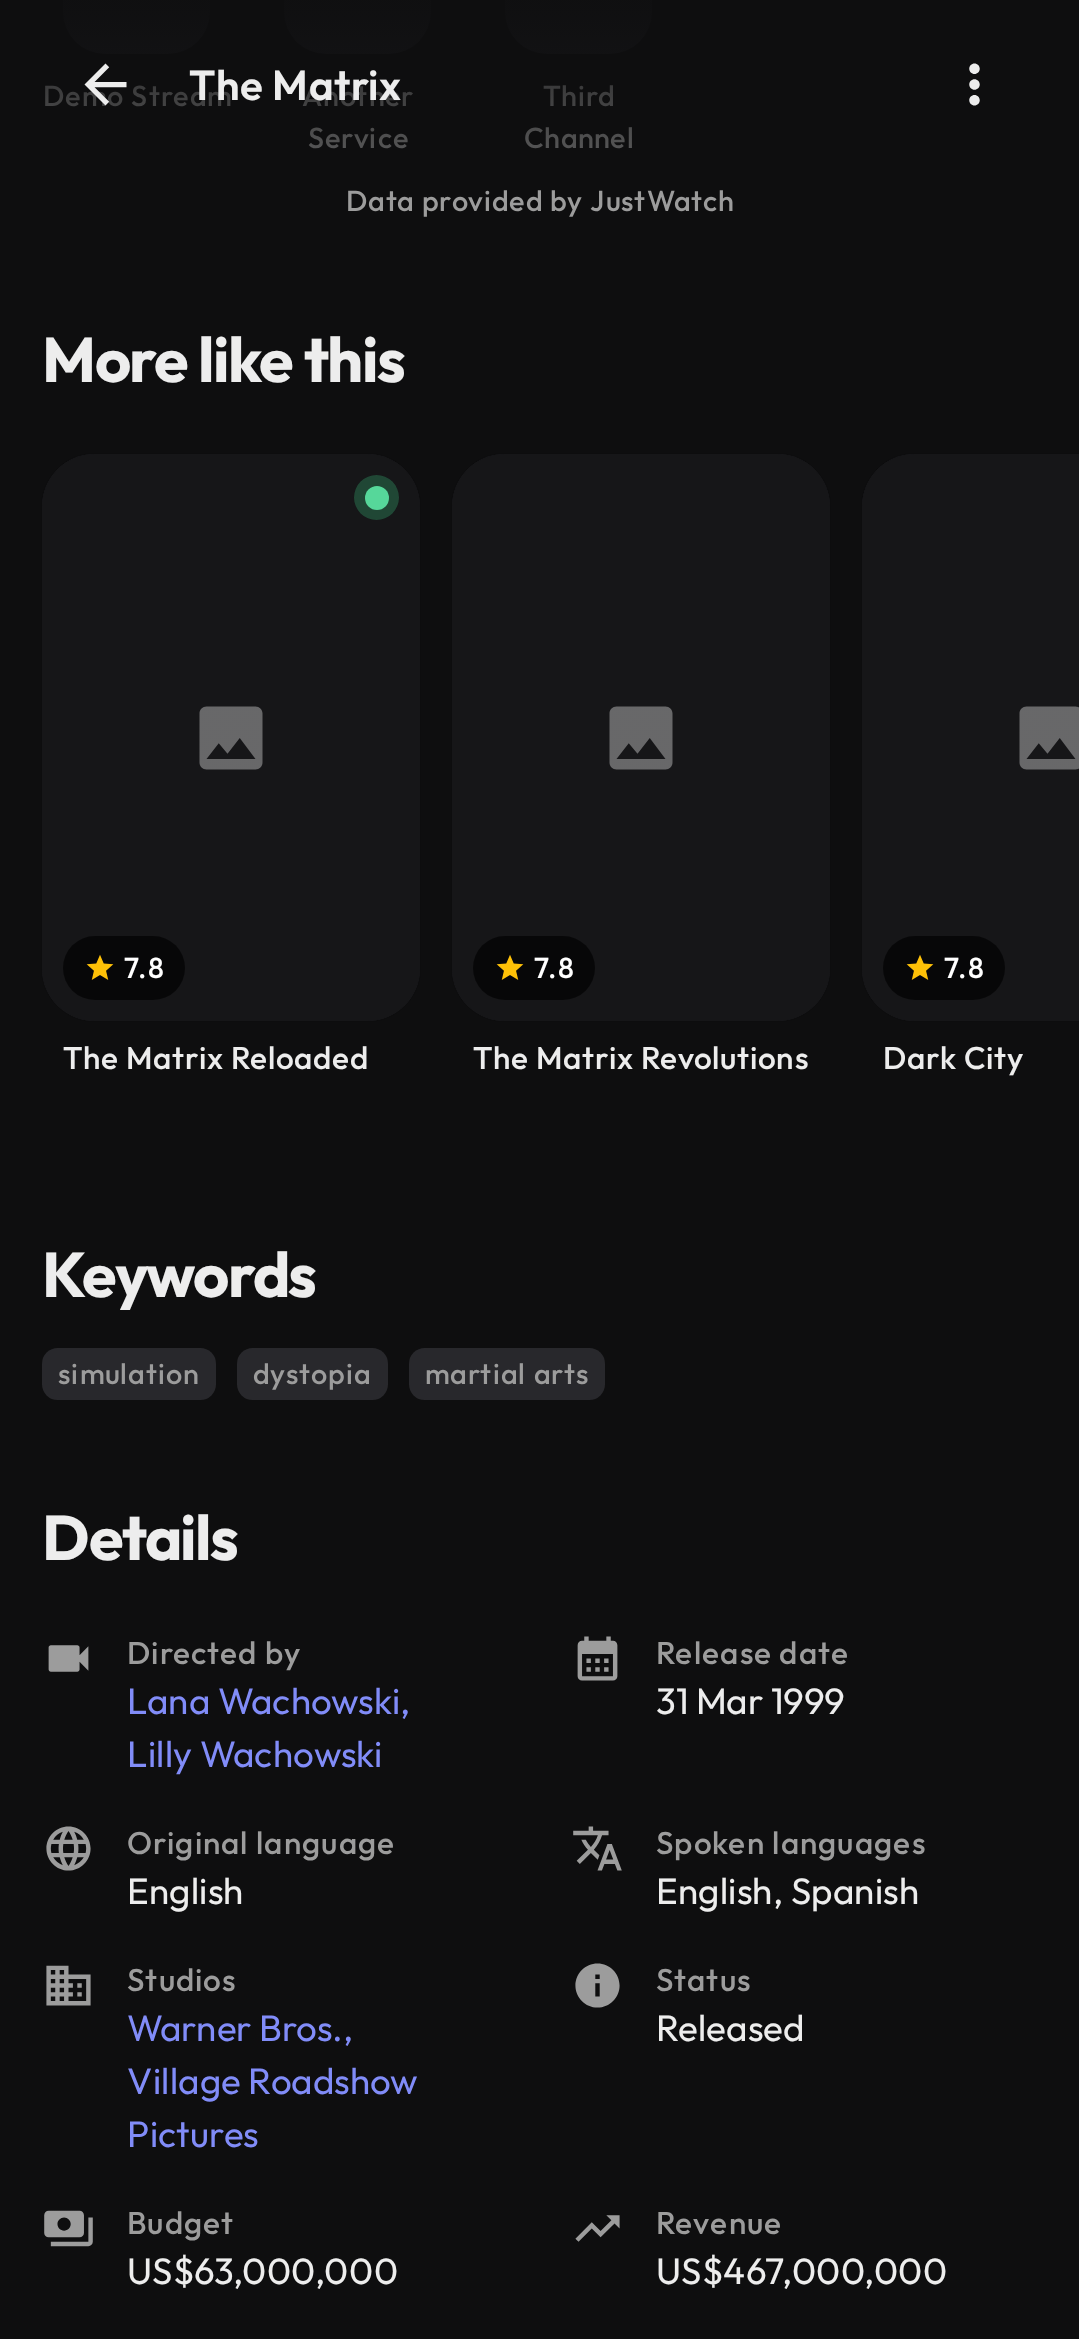 The Matrix
Demo Stream
Another
Service
Third
Channel
Data provided by JustWatch
More like this
7.8
7.8
7.8
The Matrix Reloaded
The Matrix Revolutions
Dark City
Keywords
simulation
dystopia
martial arts
Details
Directed by
Lana Wachowski,
Lilly Wachowski
Release date
31 Mar 1999
Original language
English
Spoken languages
English, Spanish
Studios
Warner Bros.,
Village Roadshow
Pictures
Status
Released
Budget
US$63,000,000
Revenue
US$467,000,000